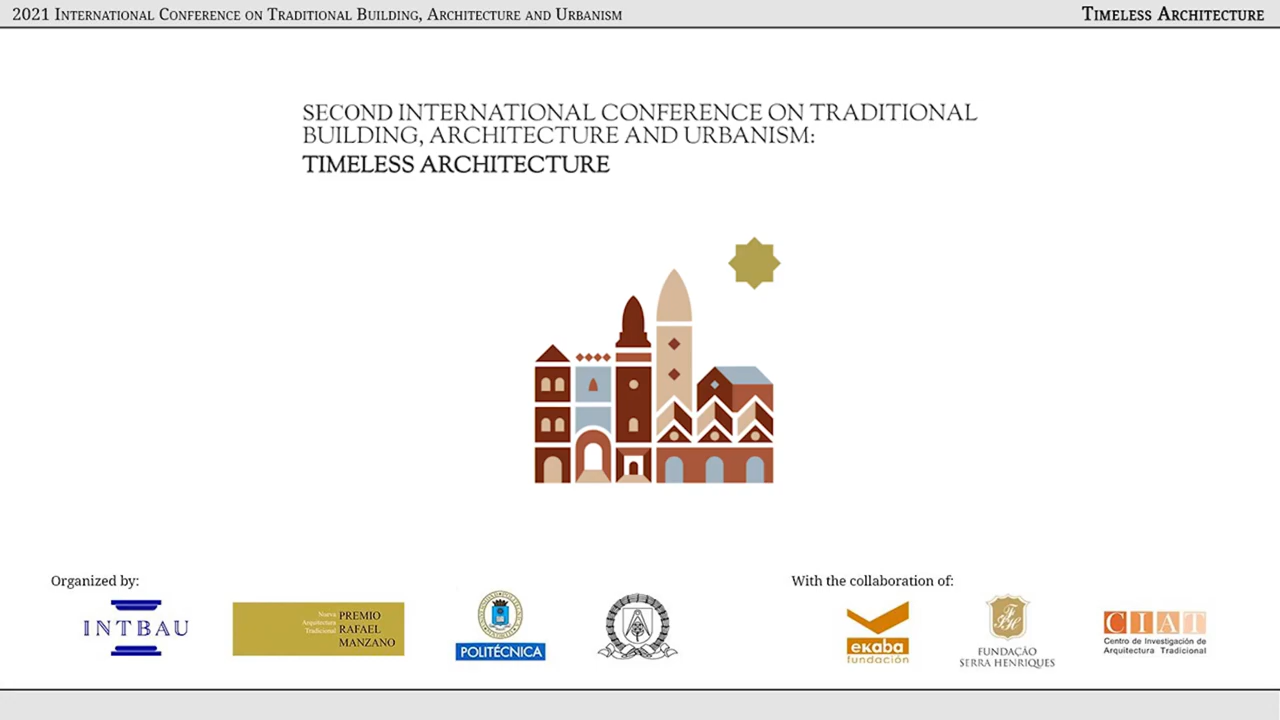 2021 International Conference on Traditional Building, Architecture and Urbanism
Timeless Architecture
SECOND INTERNATIONAL CONFERENCE ON TRADITIONAL
BUILDING, ARCHITECTURE AND URBANISM:
TIMELESS ARCHITECTURE
Organized by:
With the collaboration of:
INTBAU
Nueva
Arquitectura
Tradicional
PREMIO
RAFAEL
MANZANO
POLITÉCNICA
ekaba
fundación
FUNDAÇÃO
SERRA HENRIQUES
CIAT
Centro de Investigación de
Arquitectura Tradicional